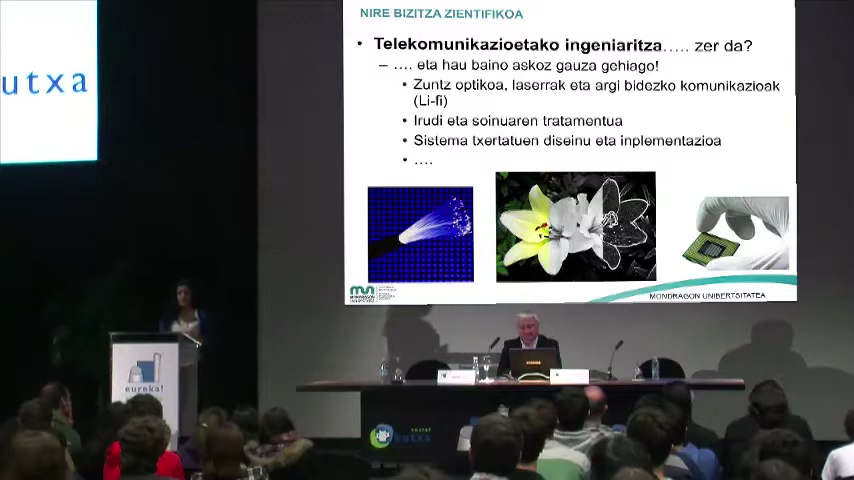 NIRE BIZITZA ZIENTIFIKOA
• Telekomunikazioetako ingeniaritza….. zer da?
– …. eta hau baino askoz gauza gehiago!
• Zuntz optikoa, laserrak eta argi bidezko komunikazioak
(Li-fi)
• Irudi eta soinuaren tratamentua
• Sistema txertatuen diseinu eta inplementazioa
• ….
MONDRAGON UNIBERTSITATEA
utxa
eureka!
kutxa